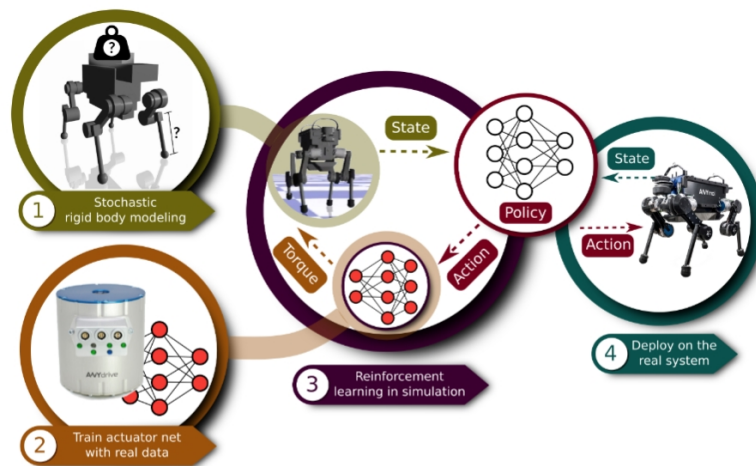 ?
?
1
Stochastic
rigid body modeling
State
Policy
Action
Torque
State
Action
ANYdrive
2
Train actuator net
with real data
3
Reinforcement
learning in simulation
4
Deploy on the
real system